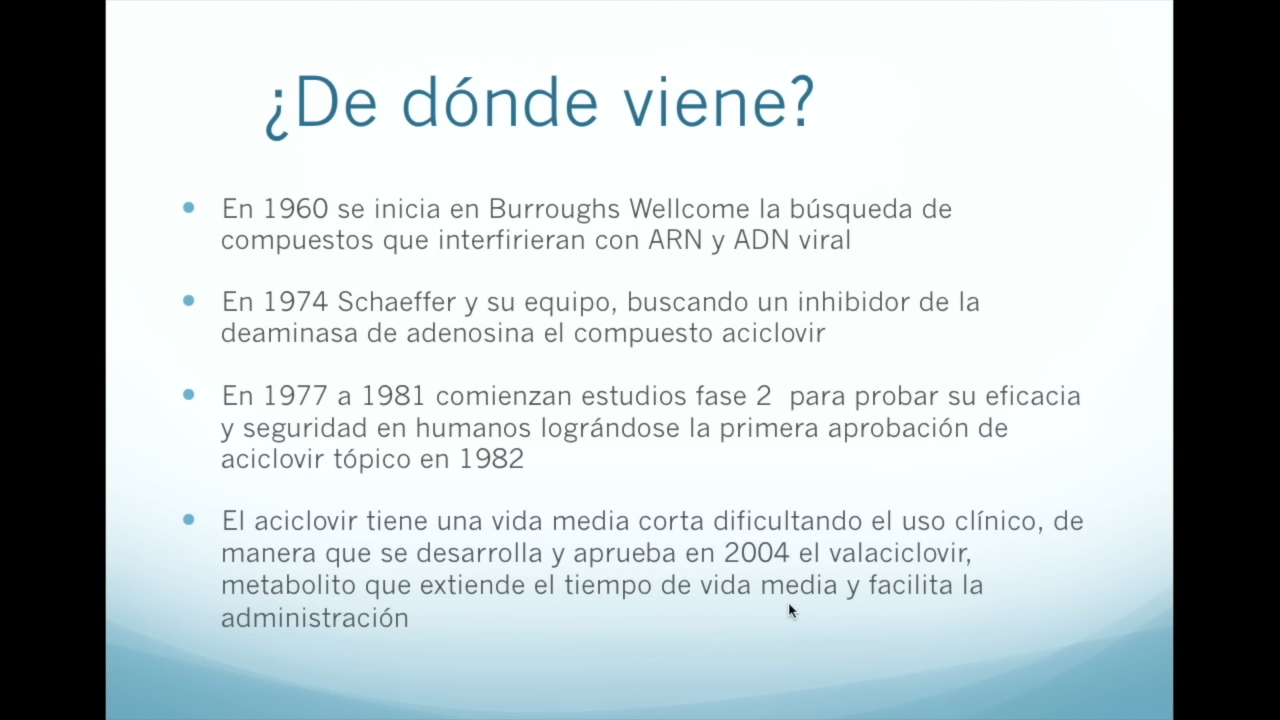 ¿De dónde viene?
En 1960 se inicia en Burroughs Wellcome la búsqueda de
compuestos que interfirieran con ARN y ADN viral
En 1974 Schaeffer y su equipo, buscando un inhibidor de la
deaminasa de adenosina el compuesto aciclovir
En 1977 a 1981 comienzan estudios fase 2  para probar su eficacia
y seguridad en humanos lográndose la primera aprobación de
aciclovir tópico en 1982
El aciclovir tiene una vida media corta dificultando el uso clínico, de
manera que se desarrolla y aprueba en 2004 el valaciclovir,
metabolito que extiende el tiempo de vida media y facilita la
administración